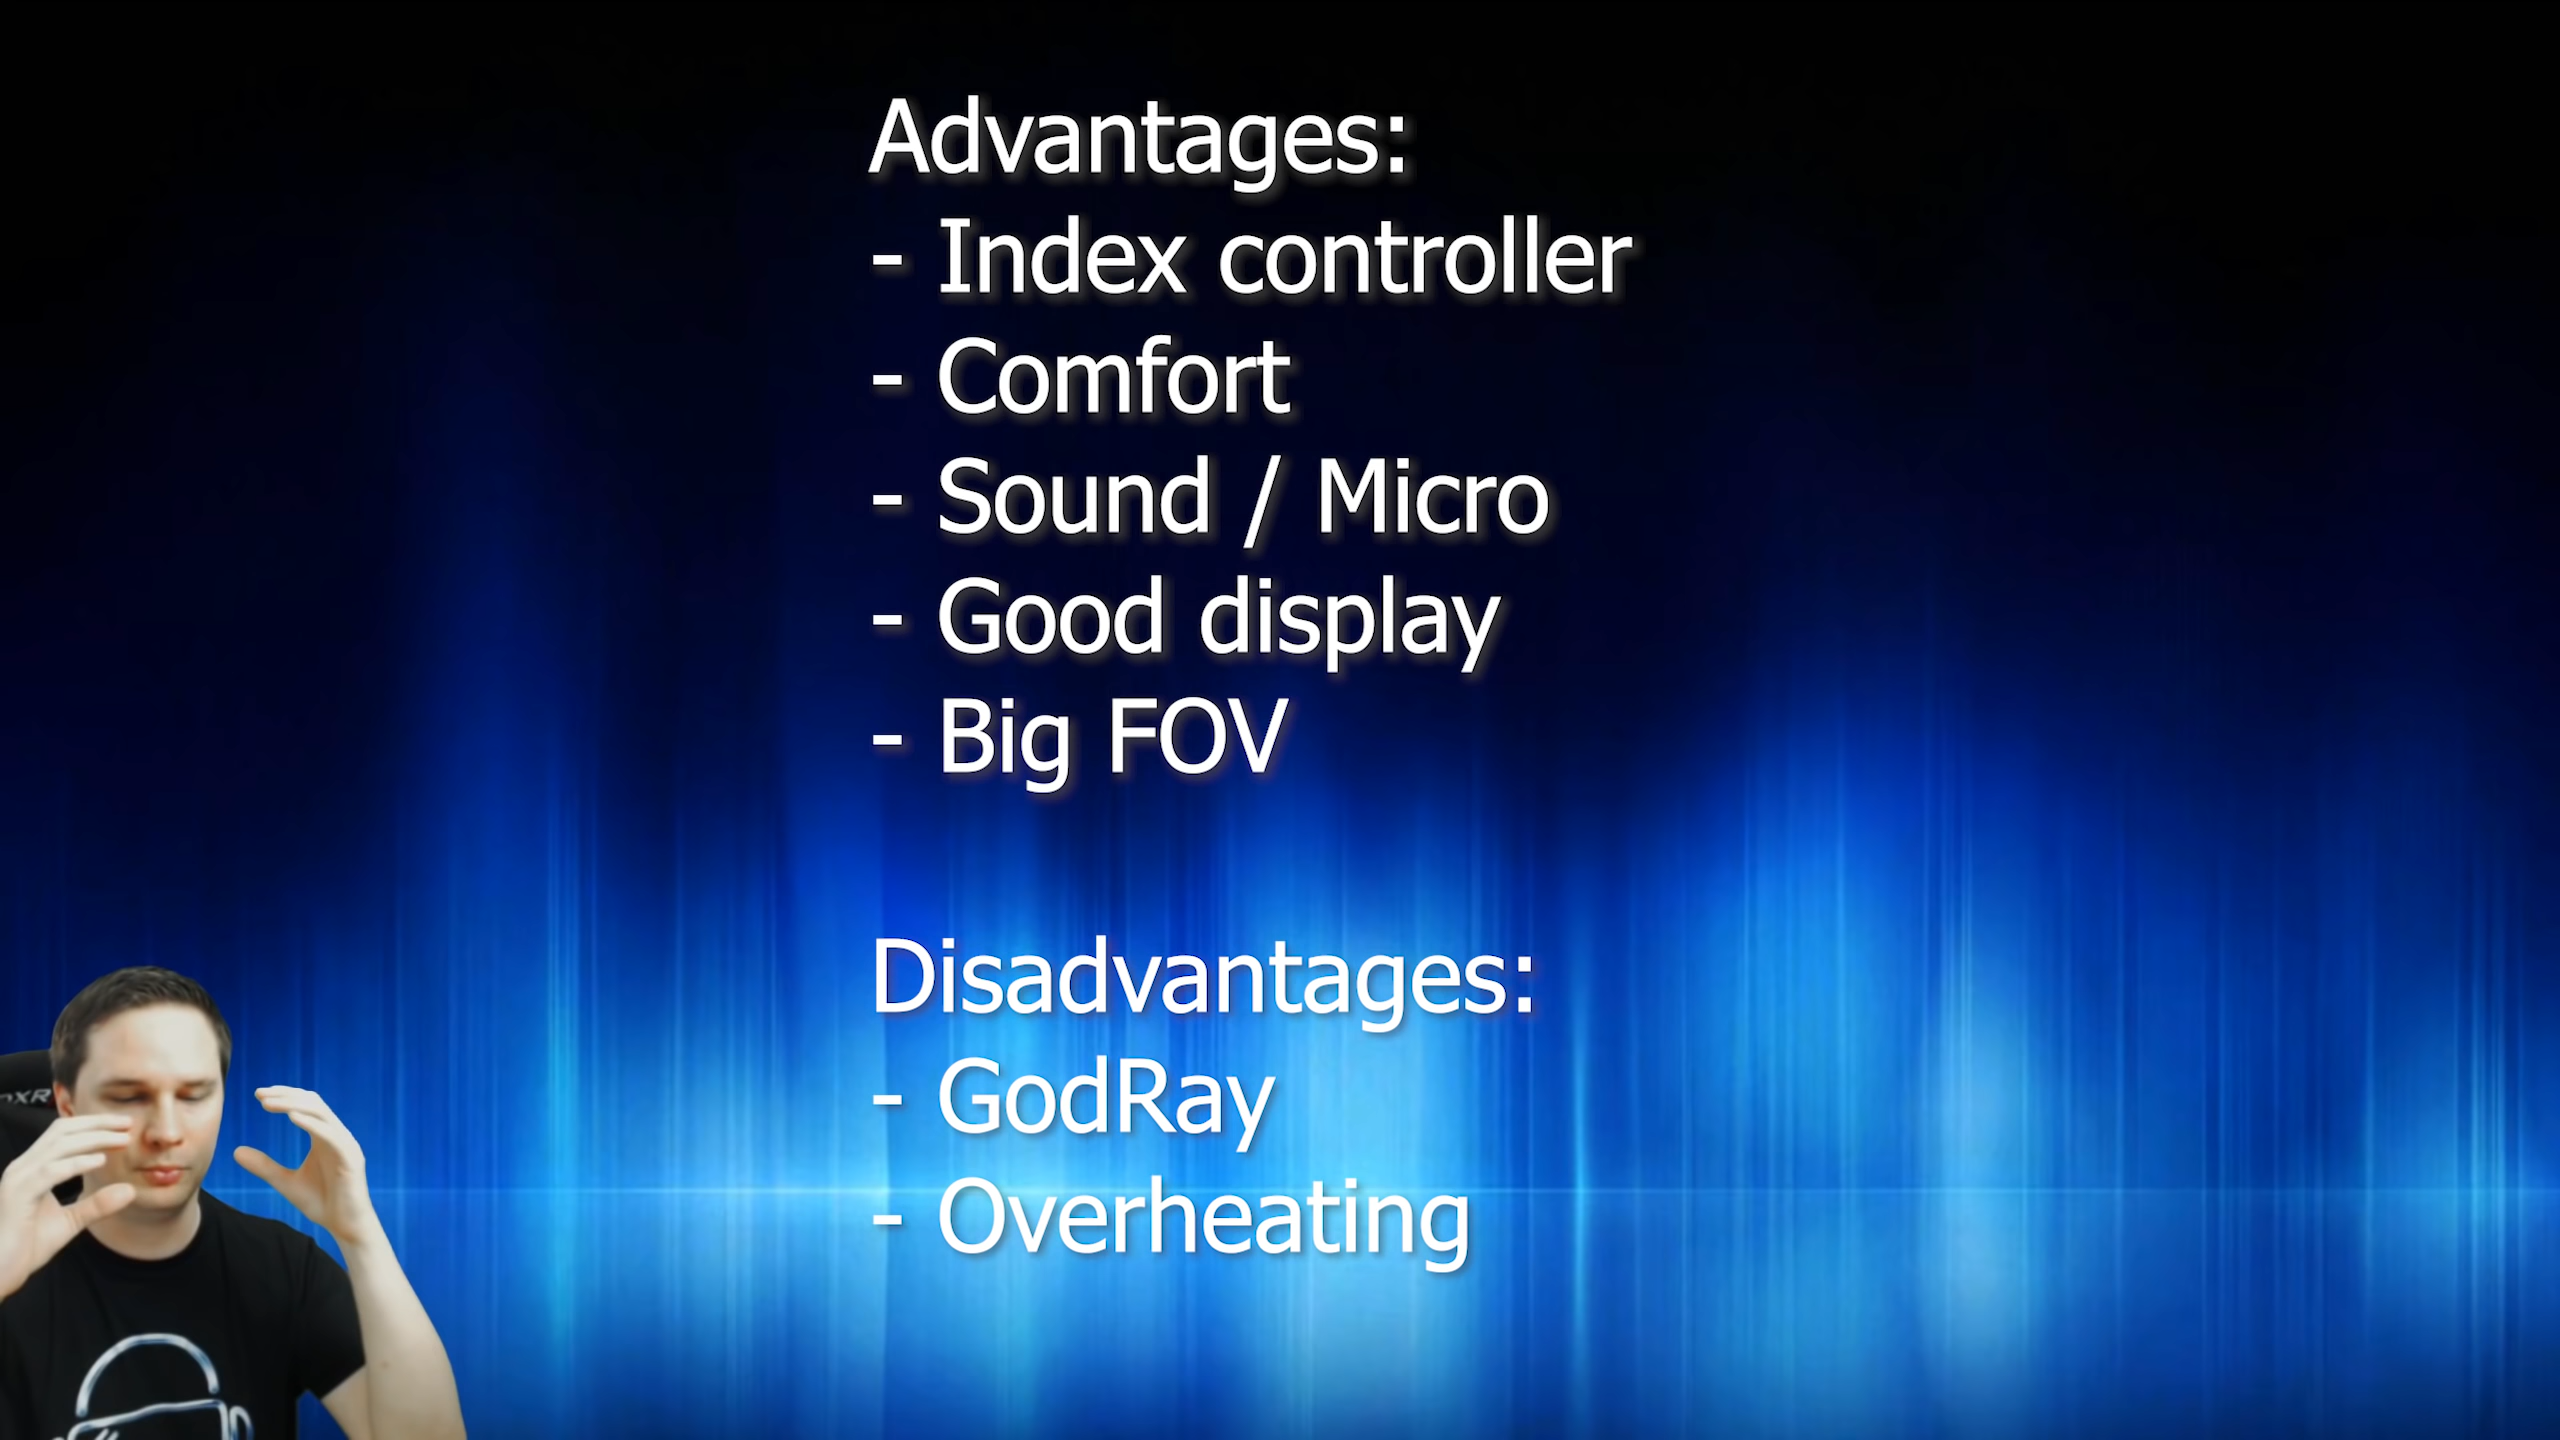 Advantages:
- Index controller
- Comfort
- Sound / Micro
- Good display
- Big FOV
Disadvantages:
- GodRay
- Overheating